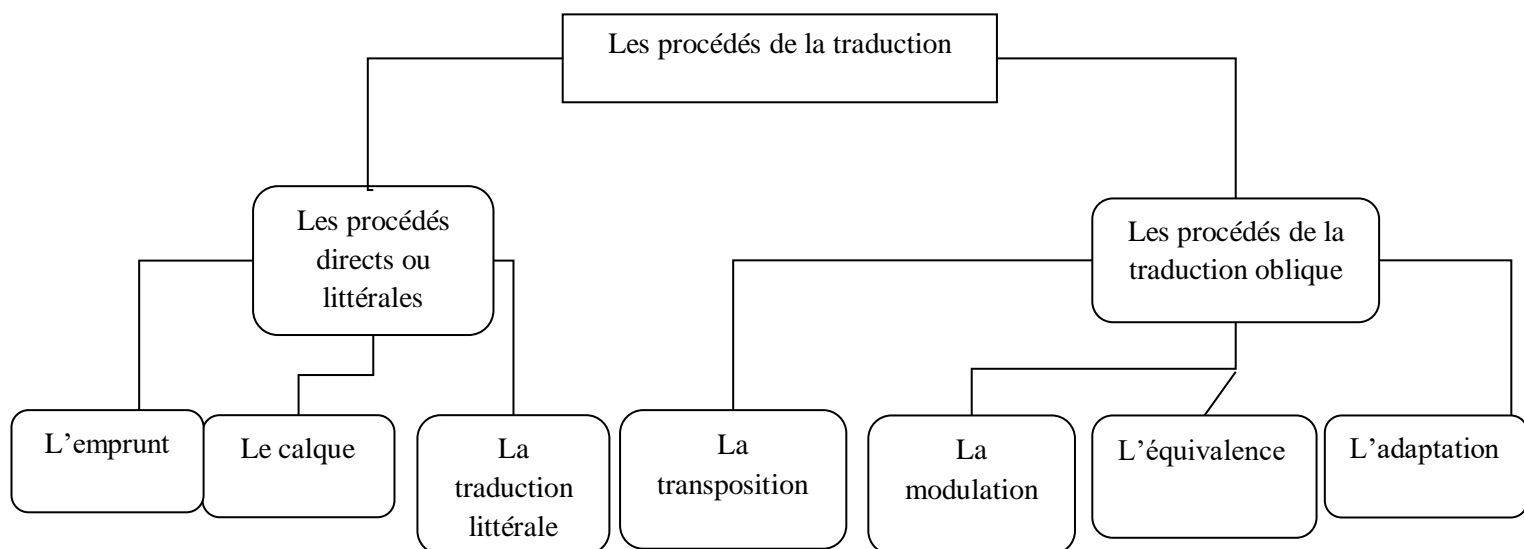 Les procédés de la traduction
Les procédés
directs ou
littérales
Les procédés de la
traduction oblique
L’emprunt
Le calque
La
traduction
littérale
La
transposition
La
modulation
L’équivalence
L’adaptation